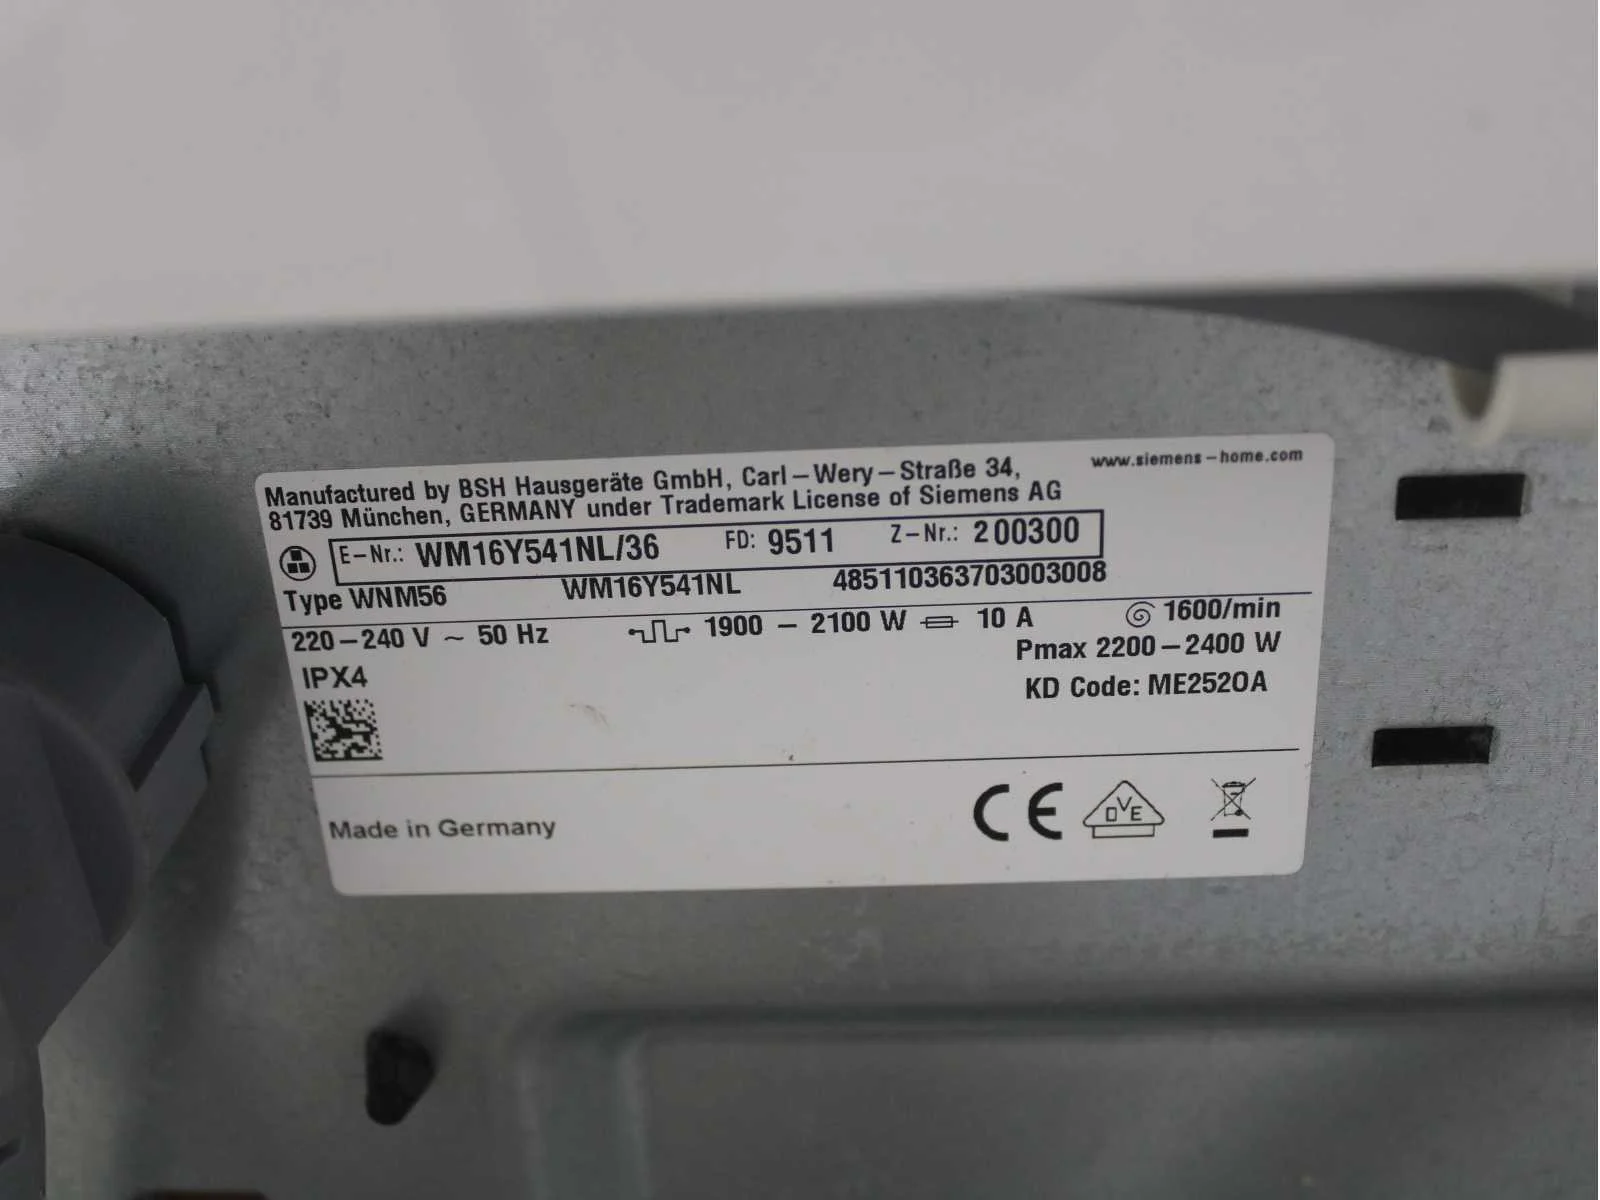 Manufactured by BSH Hausgeräte GmbH, Carl-Wery-Straße 34,
81739 München, GERMANY under Trademark License of Siemens AG
www.siemens-home.com
E-Nr.: WM16Y541NL/36 FD: 9511 Z-Nr.: 200300
Type WNM56 WM16Y541NL 485110363703003008
220-240 V ~ 50 Hz 1900 - 2100 W 10 A 1600/min
Pmax 2200-2400 W
IPX4
KD Code: ME252OA
Made in Germany
CE
DVE